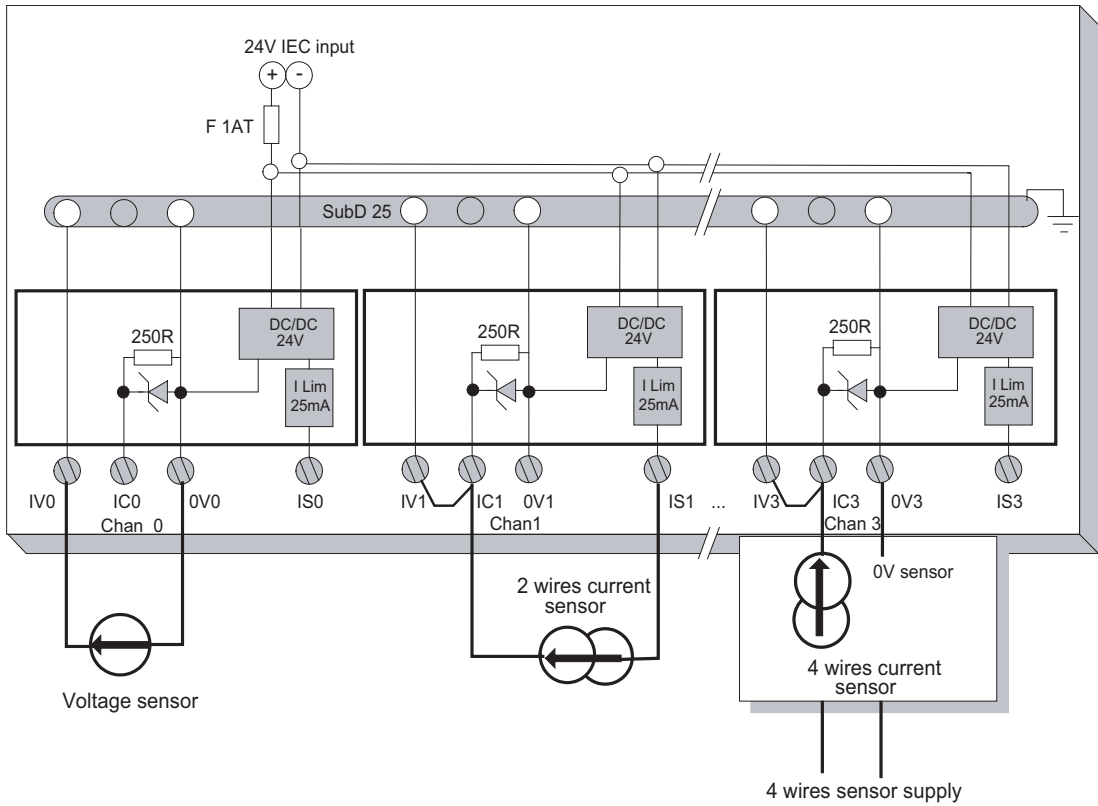 24V IEC input
+ -
F 1AT
SubD 25
250R
DC/DC
24V
I Lim
25mA
250R
DC/DC
24V
I Lim
25mA
250R
DC/DC
24V
I Lim
25mA
IV0 IC0 0V0 IS0 IV1 IC1 0V1 IS1 ... IV3 IC3 0V3 IS3
Chan 0 Chan1 Chan 3
0V sensor
2 wires current
sensor
4 wires current
sensor
Voltage sensor
4 wires sensor supply